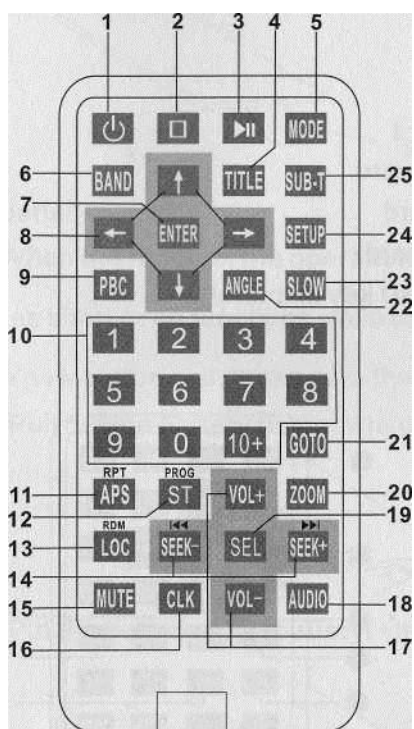 1 2 3 4 5
MODE
6 BAND TITLE SUB-T 25
7
8 ENTER SETUP 24
9 PBC ANGLE SLOW 23
22
10 1 2 3 4
5 6 7 8
9 0 10+ GOTO 21
RPT PROG
11 APS ST VOL+ ZOOM 20
12
RDM
13 LOC SEEK- SEL SEEK+ 19
14
15 MUTE CLK VOL- AUDIO 18
16 17